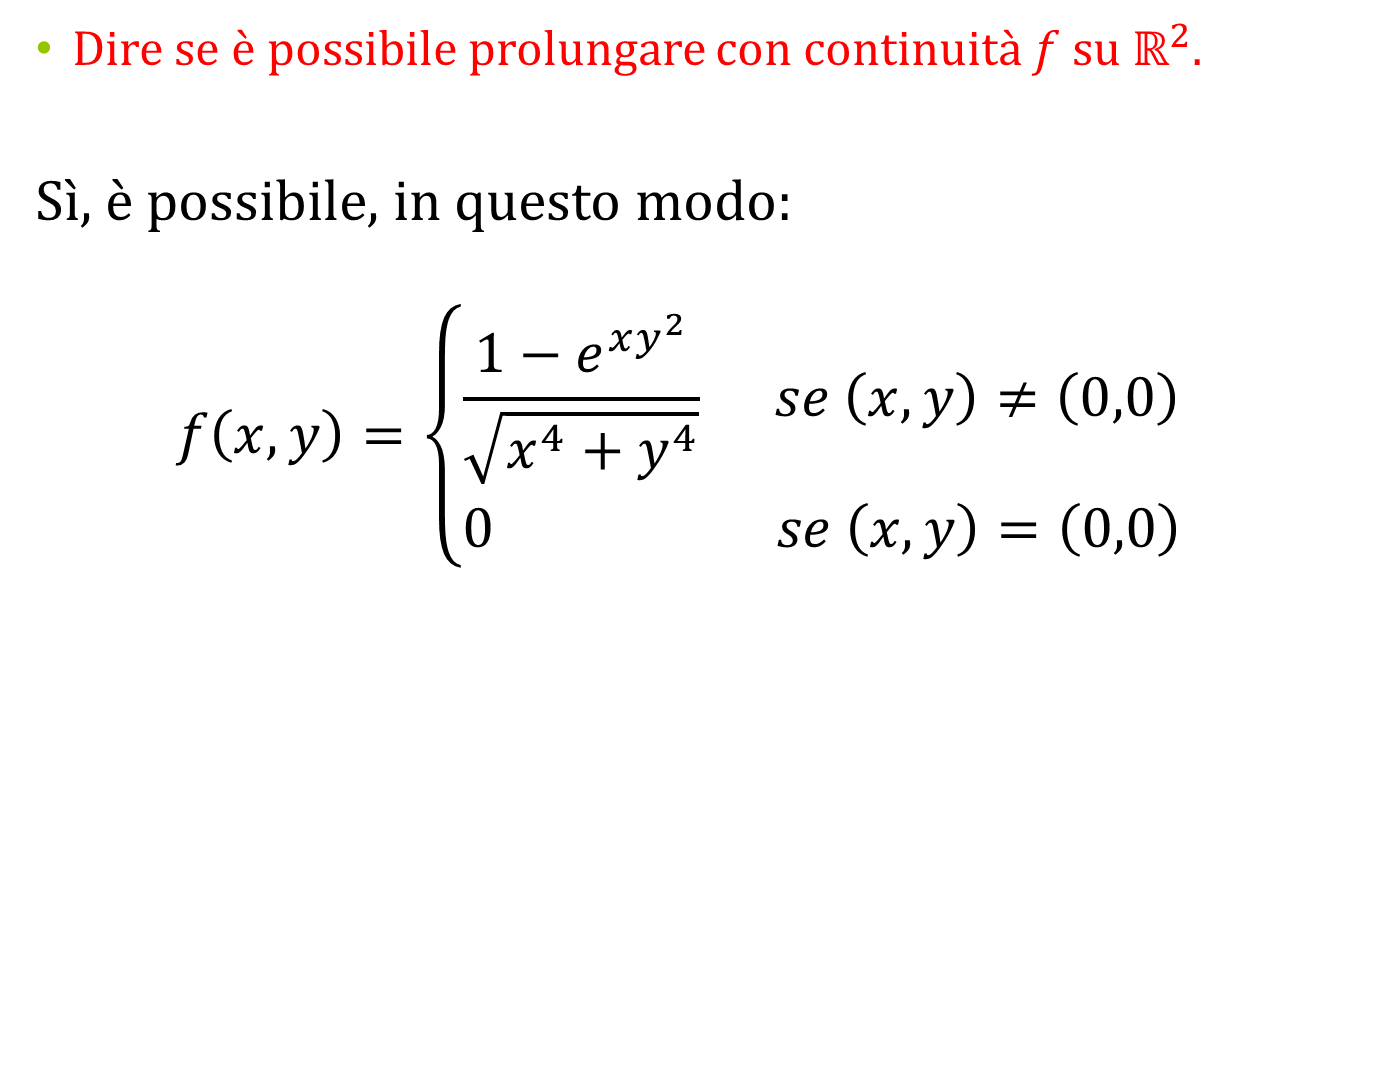 • Dire se è possibile prolungare con continuità 𝑓 su ℝ².
Sì, è possibile, in questo modo:
𝑓(𝑥, 𝑦) = { (1 − 𝑒^(𝑥𝑦²)) / √(𝑥⁴ + 𝑦⁴) 𝑠𝑒 (𝑥, 𝑦) ≠ (0,0)
0 𝑠𝑒 (𝑥, 𝑦) = (0,0)